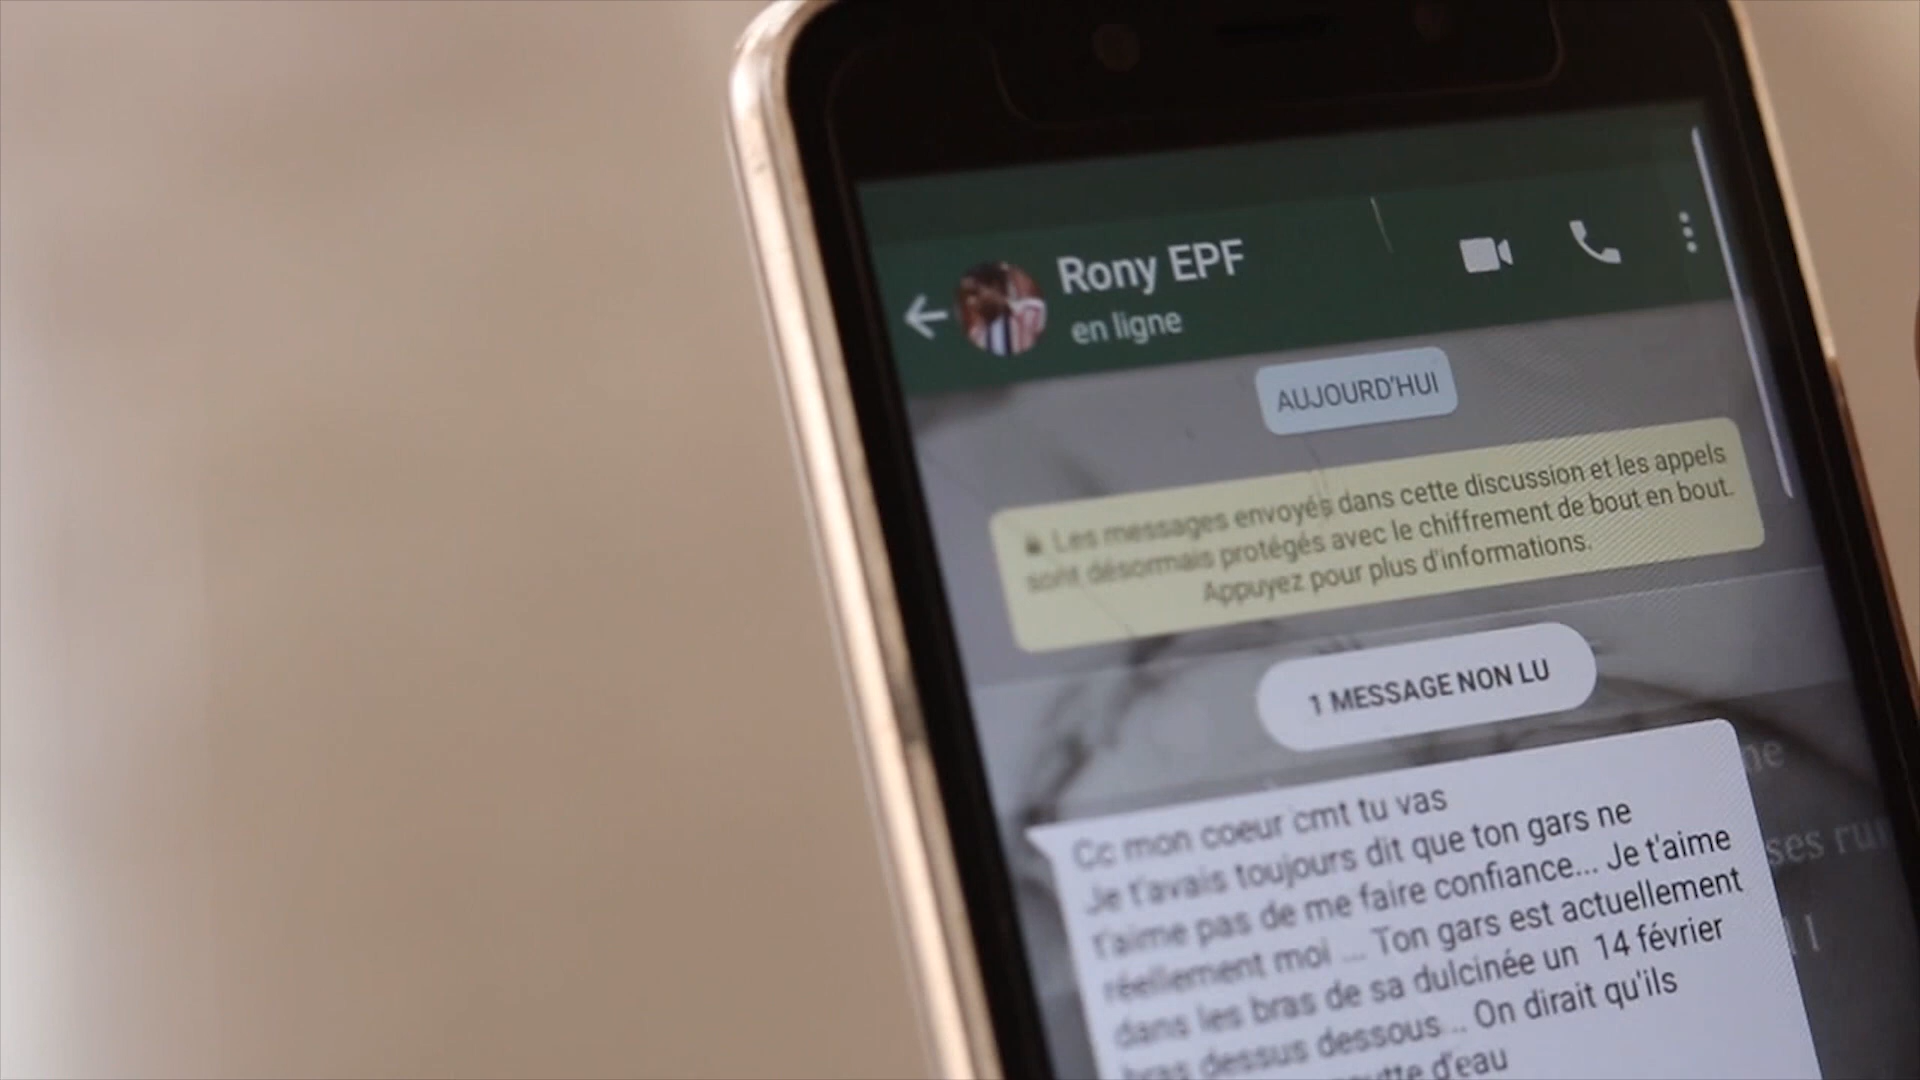 Rony EPF
en ligne
AUJOURD'HUI
Les messages envoyés dans cette discussion et les appels
sont désormais protégés avec le chiffrement de bout en bout.
Appuyez pour plus d'informations.
1 MESSAGE NON LU
Cc mon coeur cmt tu vas
Je t'avais toujours dit que ton gars ne
t'aime pas de me faire confiance... Je t'aime
réellement moi ... Ton gars est actuellement
dans les bras de sa dulcinée un 14 février
bras dessus dessous... On dirait qu'ils
d'eau